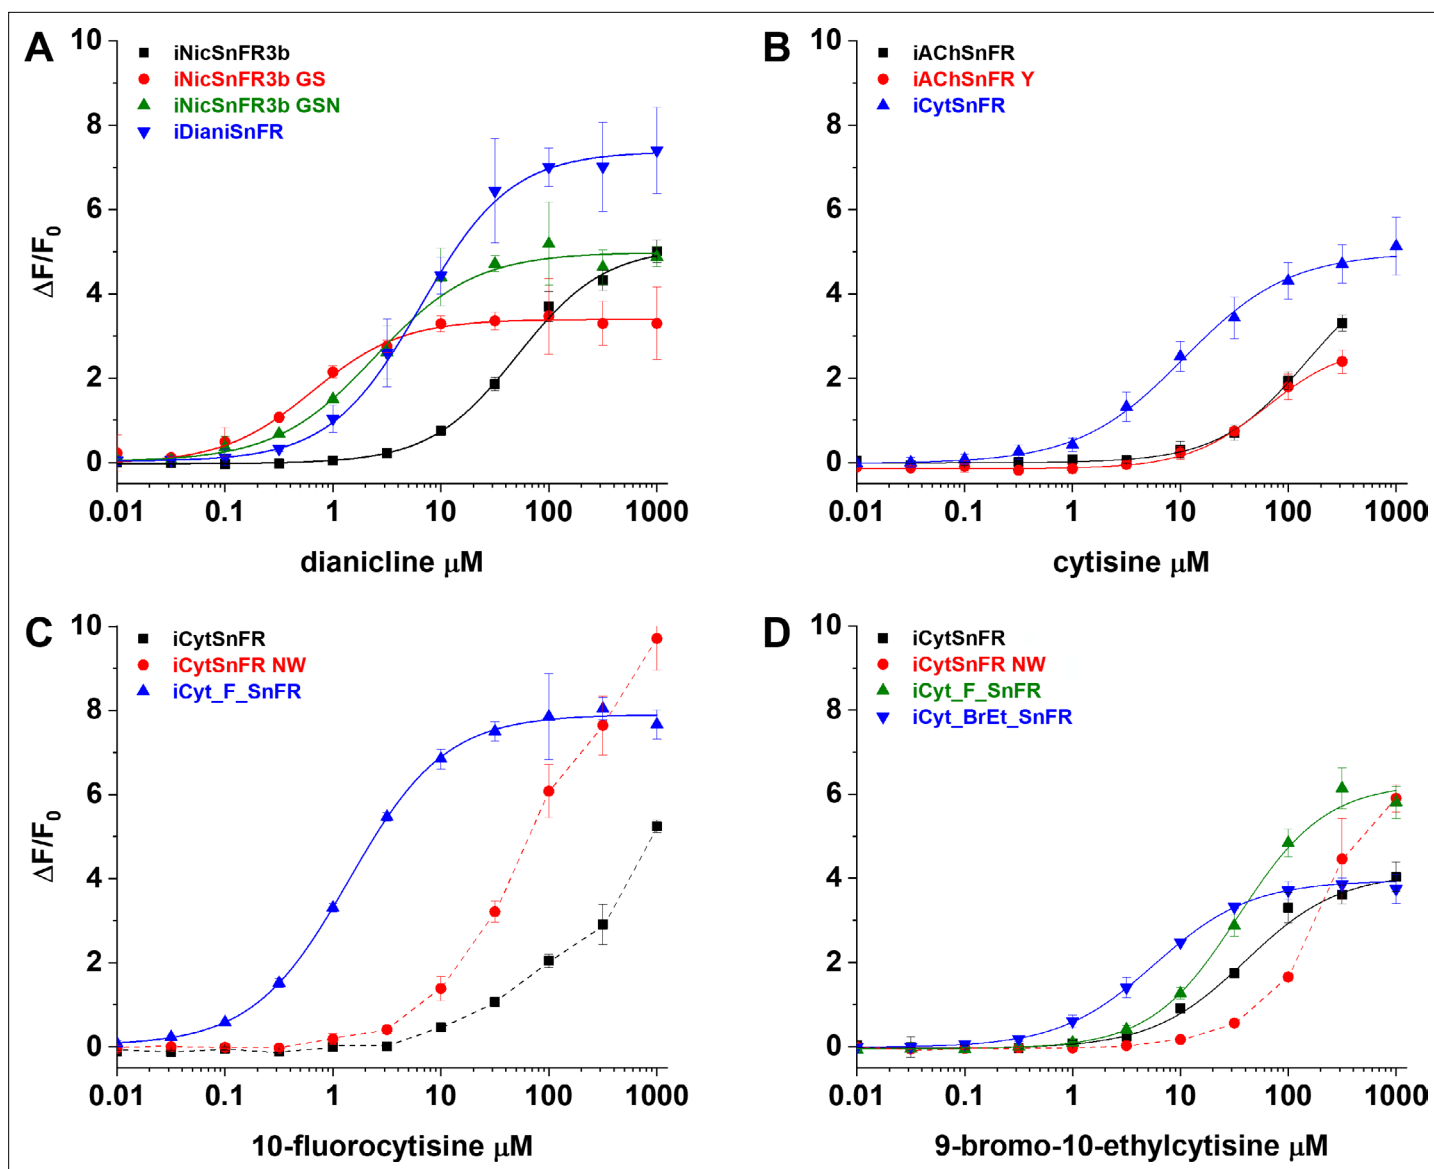 A
iNicSnFR3b
iNicSnFR3b GS
iNicSnFR3b GSN
iDianiSnFR
10
8
6
4
2
0
ΔF/F0
0.01 0.1 1 10 100 1000
dianicline μM
B
iAChSnFR
iAChSnFR Y
iCytSnFR
10
8
6
4
2
0
0.01 0.1 1 10 100 1000
cytisine μM
C
iCytSnFR
iCytSnFR NW
iCyt_F_SnFR
10
8
6
4
2
0
ΔF/F0
0.01 0.1 1 10 100 1000
10-fluorocytisine μM
D
iCytSnFR
iCytSnFR NW
iCyt_F_SnFR
iCyt_BrEt_SnFR
10
8
6
4
2
0
0.01 0.1 1 10 100 1000
9-bromo-10-ethylcytisine μM